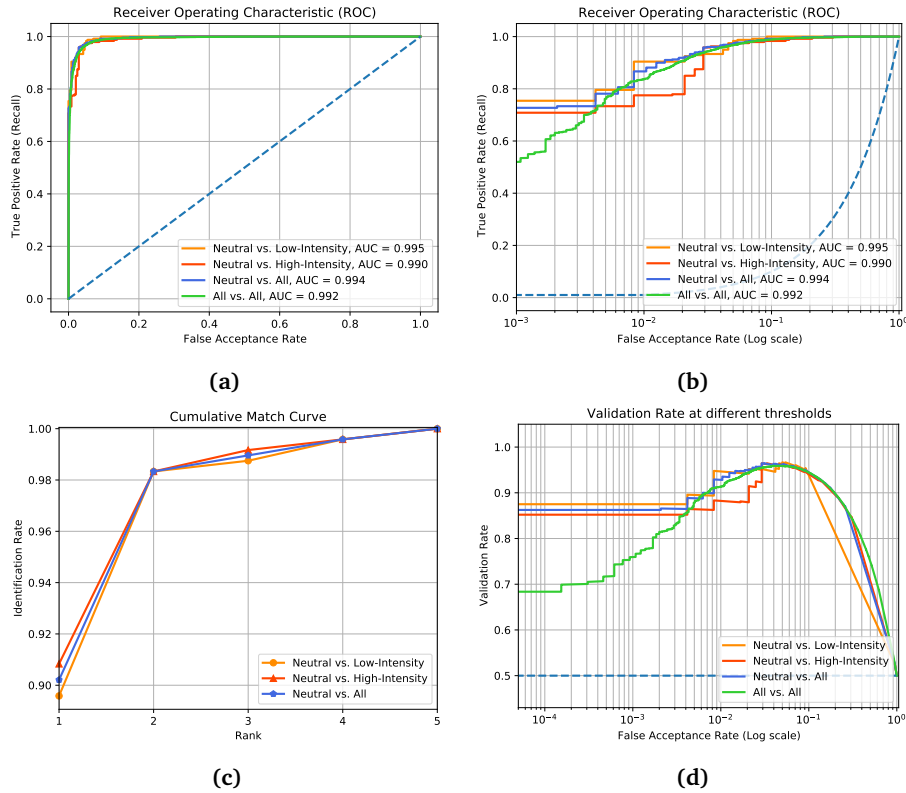 Receiver Operating Characteristic (ROC)
1.0
0.8
0.6
0.4
0.2
0.0
True Positive Rate (Recall)
Neutral vs. Low-Intensity, AUC = 0.995
Neutral vs. High-Intensity, AUC = 0.990
Neutral vs. All, AUC = 0.994
All vs. All, AUC = 0.992
0.0 0.2 0.4 0.6 0.8 1.0
False Acceptance Rate
(a)
Receiver Operating Characteristic (ROC)
1.0
0.8
0.6
0.4
0.2
0.0
True Positive Rate (Recall)
Neutral vs. Low-Intensity, AUC = 0.995
Neutral vs. High-Intensity, AUC = 0.990
Neutral vs. All, AUC = 0.994
All vs. All, AUC = 0.992
10⁻³ 10⁻² 10⁻¹ 10⁰
False Acceptance Rate (Log scale)
(b)
Cumulative Match Curve
1.00
0.98
0.96
0.94
0.92
0.90
Identification Rate
Neutral vs. Low-Intensity
Neutral vs. High-Intensity
Neutral vs. All
1 2 3 4 5
Rank
(c)
Validation Rate at different thresholds
1.0
0.9
0.8
0.7
0.6
0.5
Validation Rate
Neutral vs. Low-Intensity
Neutral vs. High-Intensity
Neutral vs. All
All vs. All
10⁻⁴ 10⁻³ 10⁻² 10⁻¹ 10⁰
False Acceptance Rate (Log scale)
(d)